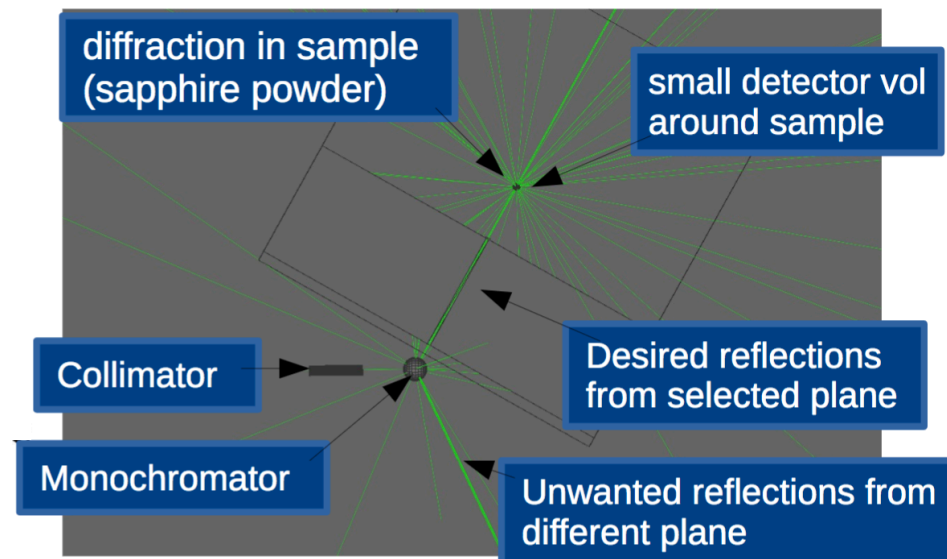 diffraction in sample
(sapphire powder)
small detector vol
around sample
Collimator
Desired reflections
from selected plane
Monochromator
Unwanted reflections from
different plane